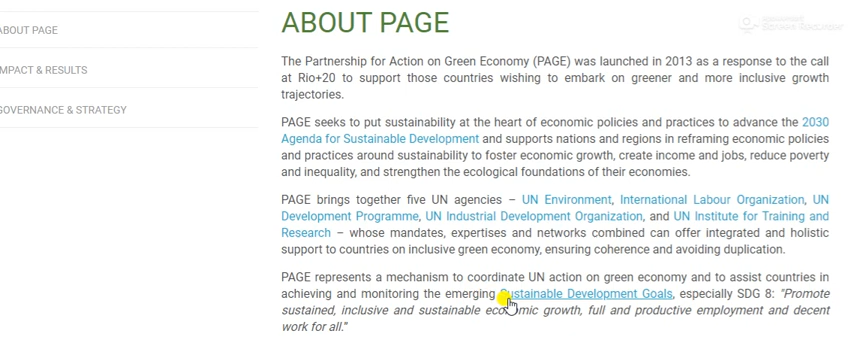 ABOUT PAGE
ABOUT PAGE
IMPACT & RESULTS
GOVERNANCE & STRATEGY
The Partnership for Action on Green Economy (PAGE) was launched in 2013 as a response to the call
at Rio+20 to support those countries wishing to embark on greener and more inclusive growth
trajectories.
PAGE seeks to put sustainability at the heart of economic policies and practices to advance the 2030
Agenda for Sustainable Development and supports nations and regions in reframing economic policies
and practices around sustainability to foster economic growth, create income and jobs, reduce poverty
and inequality, and strengthen the ecological foundations of their economies.
PAGE brings together five UN agencies – UN Environment, International Labour Organization, UN
Development Programme, UN Industrial Development Organization, and UN Institute for Training and
Research – whose mandates, expertises and networks combined can offer integrated and holistic
support to countries on inclusive green economy, ensuring coherence and avoiding duplication.
PAGE represents a mechanism to coordinate UN action on green economy and to assist countries in
achieving and monitoring the emerging Sustainable Development Goals, especially SDG 8: "Promote
sustained, inclusive and sustainable economic growth, full and productive employment and decent
work for all."
Screen Recorder